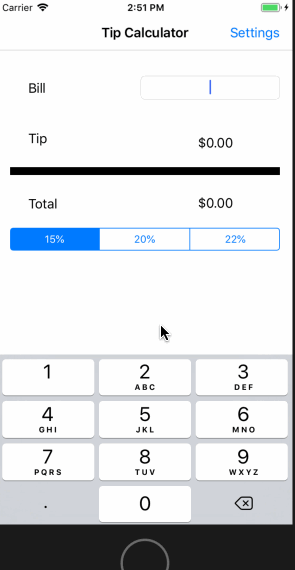 Carrier 2:51 PM
Tip Calculator Settings
Bill
Tip $0.00
Total $0.00
15% 20% 22%
1 2 3
ABC DEF
4 5 6
GHI JKL MNO
7 8 9
PQRS TUV WXYZ
. 0